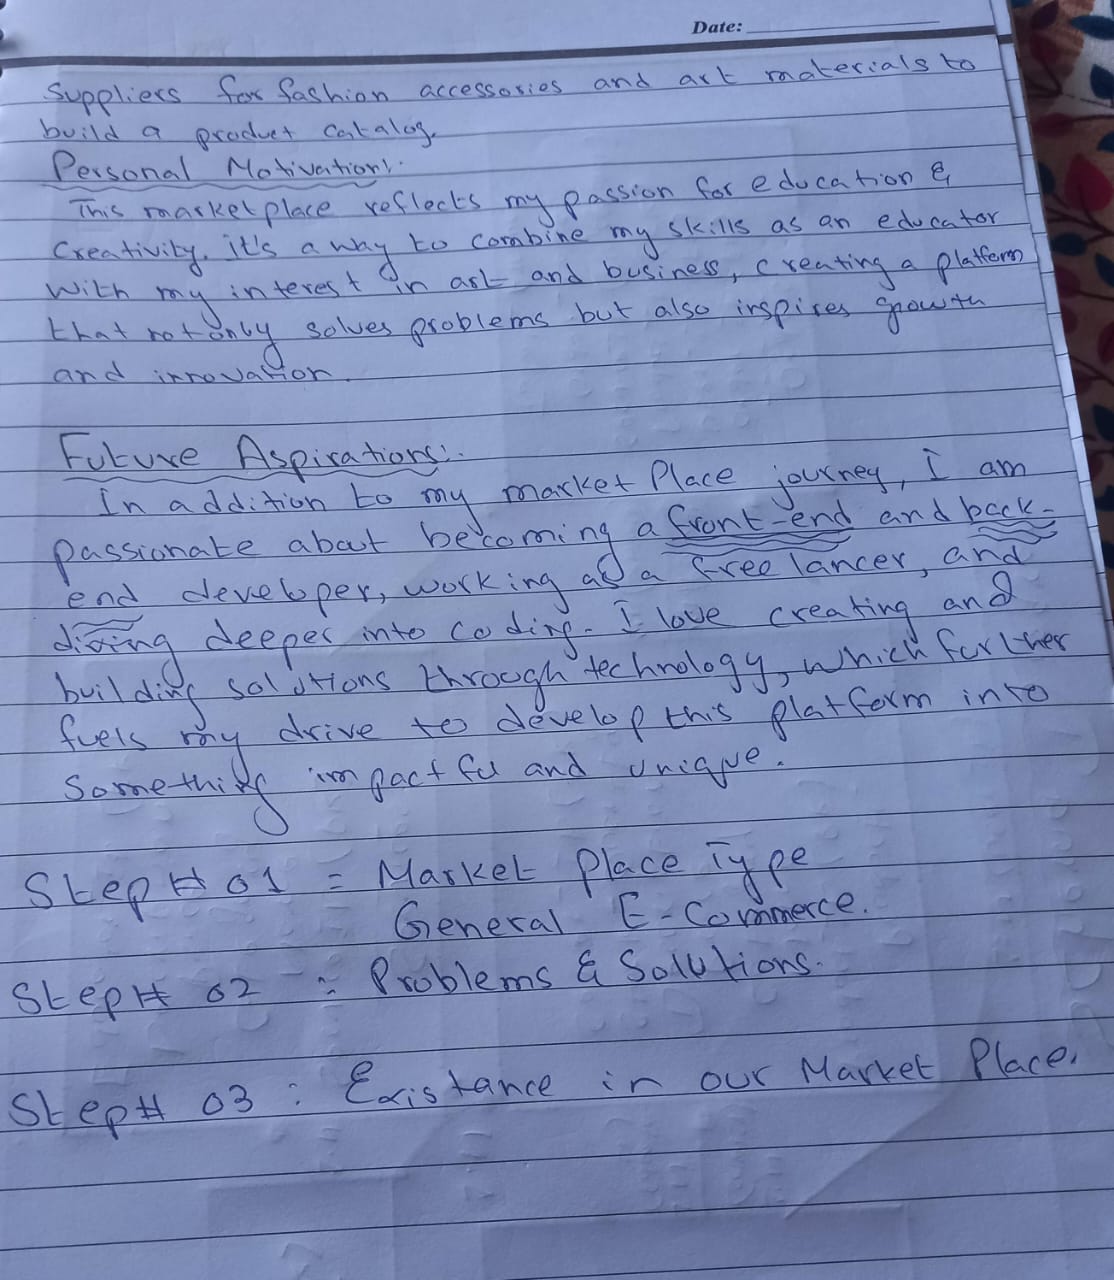 Date:
Suppliers for fashion accessories and art materials to
build a product catalog.
Personal Motivation:
This marketplace reflects my passion for education &
Creativity. it's a way to combine my skills as an educator
with my interest in art and business, creating a platform
that not only solves problems but also inspires growth
and innovation.
Future Aspirations:
In addition to my market Place journey, I am
passionate about becoming a front-end and back-
end developer, working as a free lancer, and
diving deeper into coding. I love creating and
building solutions through technology, which further
fuels my drive to develop this platform into
Something impactful and unique.
Step# 01 = Market Place Type
General E-Commerce.
Step# 02 : Problems & Solutions.
Step# 03 : Existance in our Market Place.